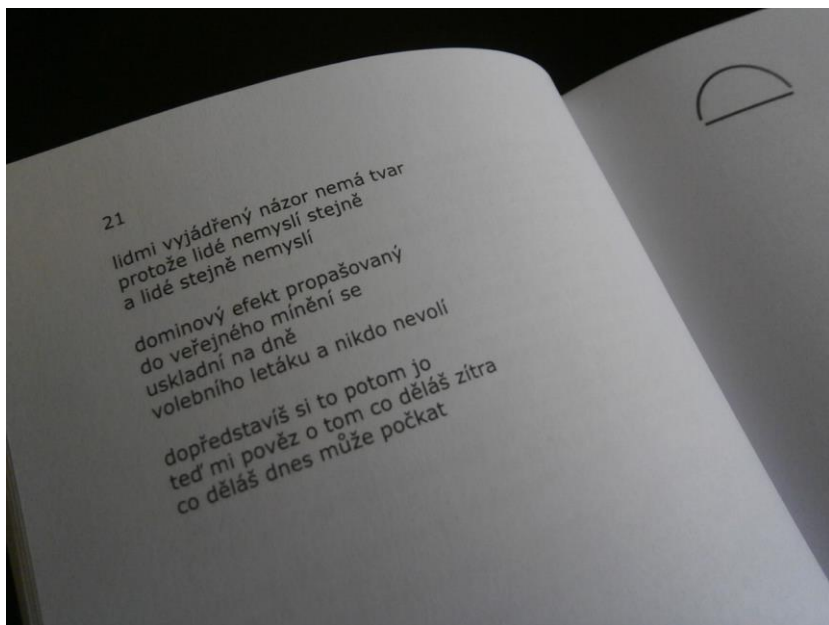 21
lidmi vyjádřený názor nemá tvar
protože lidé nemyslí stejně
a lidé stejně nemyslí
dominový efekt propašovaný
do veřejného mínění se
uskladní na dně
volebního letáku a nikdo nevolí
dopředstavíš si to potom jo
teď mi pověz o tom co děláš zítra
co děláš dnes může počkat